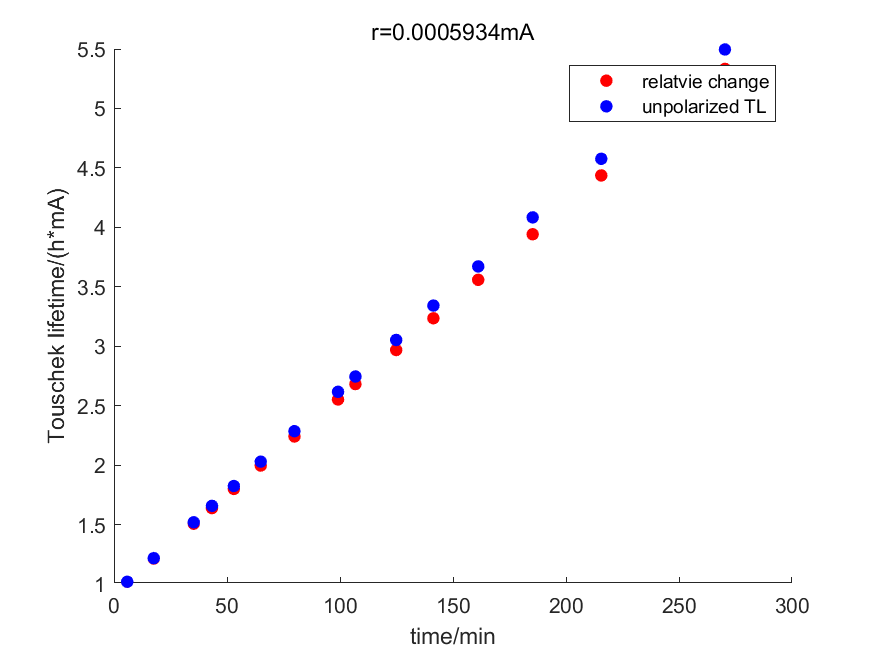 r=0.0005934mA
5.5
5
4.5
4
3.5
3
2.5
2
1.5
1
Touschek lifetime/(h*mA)
relatvie change
unpolarized TL
0 50 100 150 200 250 300
time/min